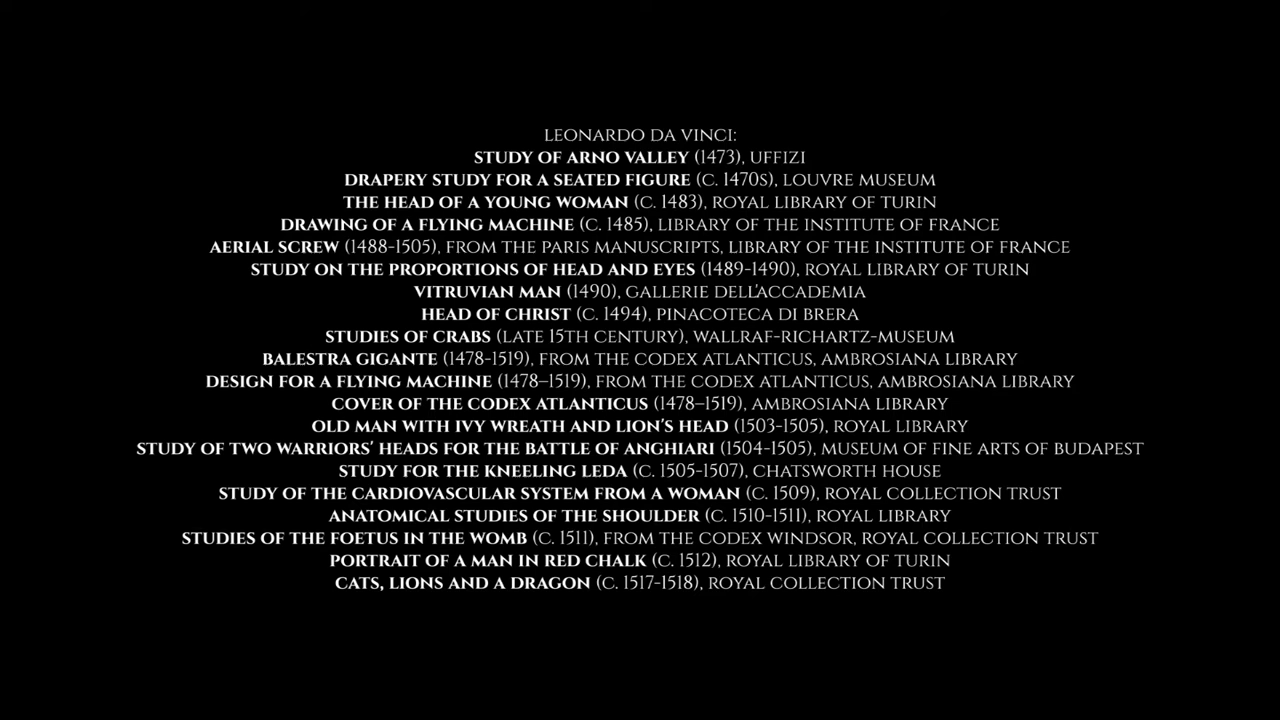 LEONARDO DA VINCI:
STUDY OF ARNO VALLEY (1473), UFFIZI
DRAPERY STUDY FOR A SEATED FIGURE (C. 1470S), LOUVRE MUSEUM
THE HEAD OF A YOUNG WOMAN (C. 1483), ROYAL LIBRARY OF TURIN
DRAWING OF A FLYING MACHINE (C. 1485), LIBRARY OF THE INSTITUTE OF FRANCE
AERIAL SCREW (1488-1505), FROM THE PARIS MANUSCRIPTS, LIBRARY OF THE INSTITUTE OF FRANCE
STUDY ON THE PROPORTIONS OF HEAD AND EYES (1489-1490), ROYAL LIBRARY OF TURIN
VITRUVIAN MAN (1490), GALLERIE DELL'ACCADEMIA
HEAD OF CHRIST (C. 1494), PINACOTECA DI BRERA
STUDIES OF CRABS (LATE 15TH CENTURY), WALLRAF-RICHARTZ-MUSEUM
BALESTRA GIGANTE (1478-1519), FROM THE CODEX ATLANTICUS, AMBROSIANA LIBRARY
DESIGN FOR A FLYING MACHINE (1478–1519), FROM THE CODEX ATLANTICUS, AMBROSIANA LIBRARY
COVER OF THE CODEX ATLANTICUS (1478–1519), AMBROSIANA LIBRARY
OLD MAN WITH IVY WREATH AND LION'S HEAD (1503-1505), ROYAL LIBRARY
STUDY OF TWO WARRIORS' HEADS FOR THE BATTLE OF ANGHIARI (1504-1505), MUSEUM OF FINE ARTS OF BUDAPEST
STUDY FOR THE KNEELING LEDA (C. 1505-1507), CHATSWORTH HOUSE
STUDY OF THE CARDIOVASCULAR SYSTEM FROM A WOMAN (C. 1509), ROYAL COLLECTION TRUST
ANATOMICAL STUDIES OF THE SHOULDER (C. 1510-1511), ROYAL LIBRARY
STUDIES OF THE FOETUS IN THE WOMB (C. 1511), FROM THE CODEX WINDSOR, ROYAL COLLECTION TRUST
PORTRAIT OF A MAN IN RED CHALK (C. 1512), ROYAL LIBRARY OF TURIN
CATS, LIONS AND A DRAGON (C. 1517-1518), ROYAL COLLECTION TRUST